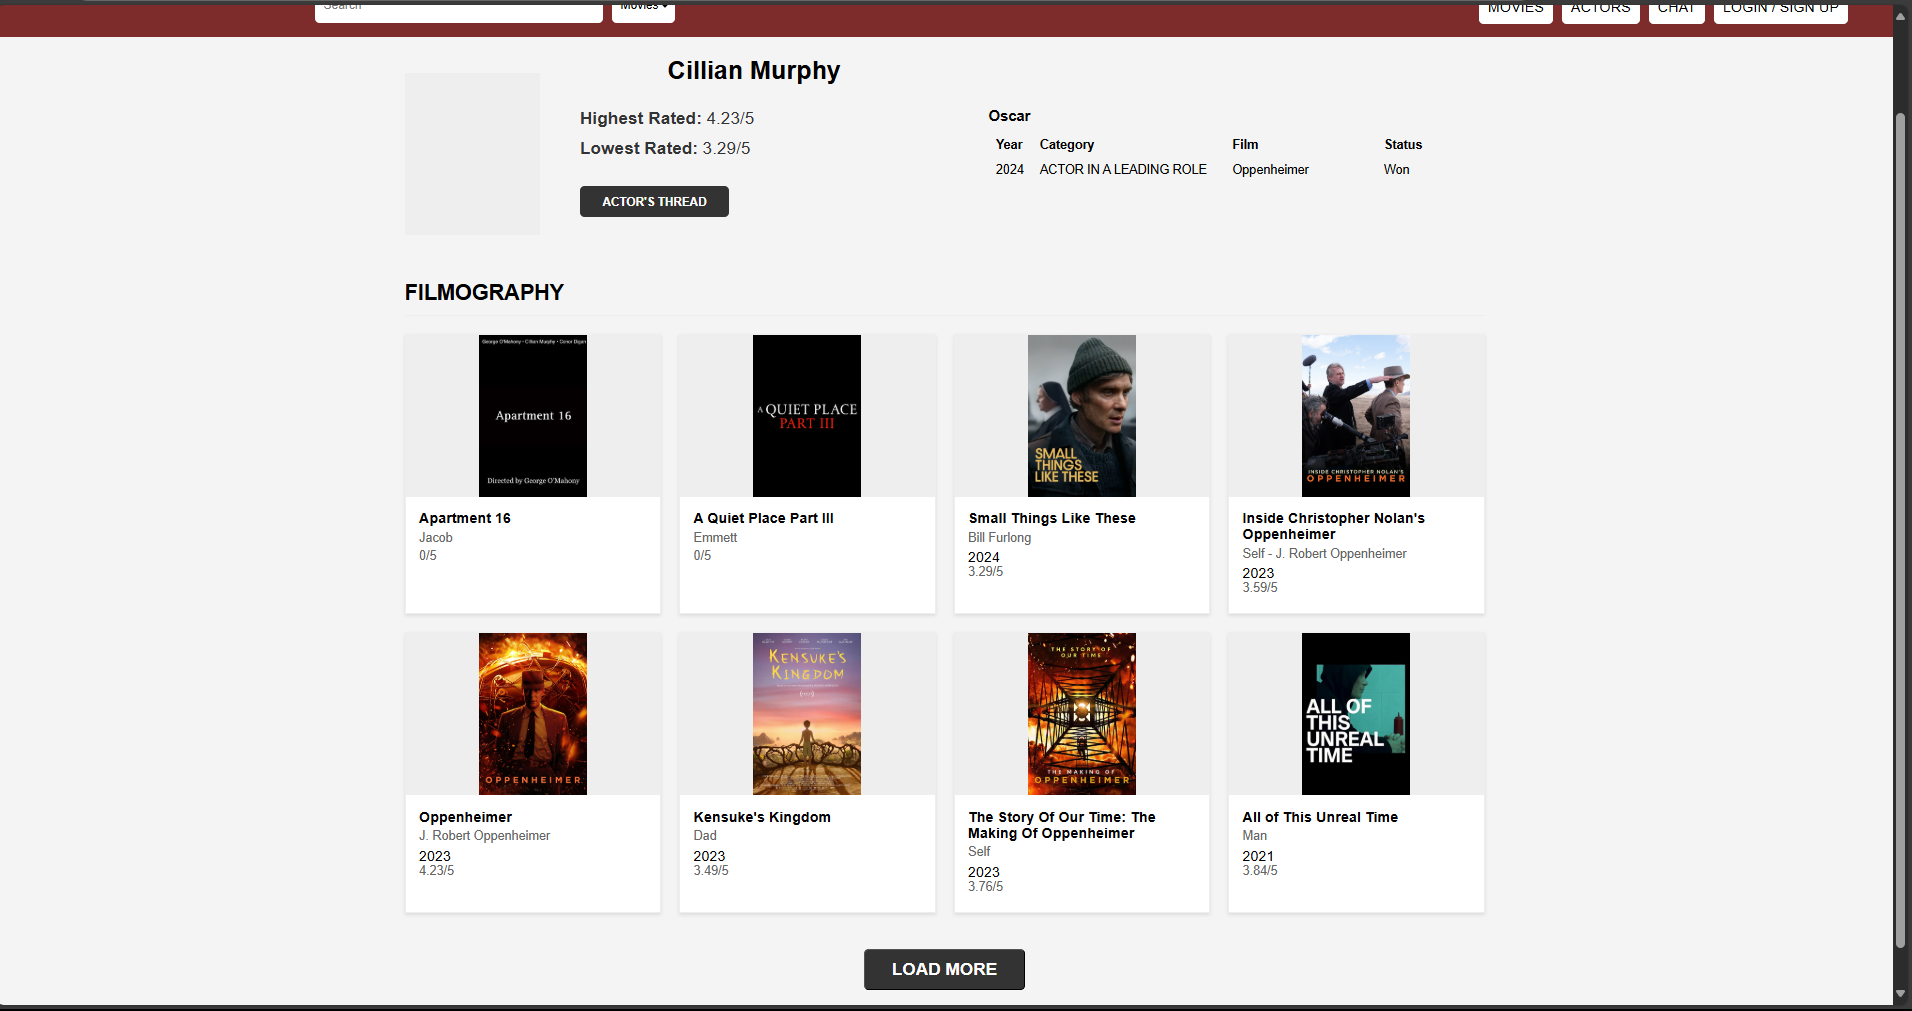 Search
Movies
MOVIES
ACTORS
CHAT
LOGIN / SIGN UP
Cillian Murphy
Highest Rated: 4.23/5
Lowest Rated: 3.29/5
ACTOR'S THREAD
Oscar
Year Category Film Status
2024 ACTOR IN A LEADING ROLE Oppenheimer Won
FILMOGRAPHY
George O'Mahony • Cillian Murphy • Conor Digan
Apartment 16
Directed by George O'Mahony
Apartment 16
Jacob
0/5
A QUIET PLACE
PART III
A Quiet Place Part III
Emmett
0/5
SMALL
THINGS
LIKE THESE
Small Things Like These
Bill Furlong
2024
3.29/5
INSIDE CHRISTOPHER NOLAN'S
OPPENHEIMER
Inside Christopher Nolan's
Oppenheimer
Self - J. Robert Oppenheimer
2023
3.59/5
OPPENHEIMER
Oppenheimer
J. Robert Oppenheimer
2023
4.23/5
KENSUKE'S
KINGDOM
Kensuke's Kingdom
Dad
2023
3.49/5
THE STORY OF
OUR TIME
THE MAKING OF
OPPENHEIMER
The Story Of Our Time: The
Making Of Oppenheimer
Self
2023
3.76/5
ALL OF
THIS
UNREAL
TIME
All of This Unreal Time
Man
2021
3.84/5
LOAD MORE